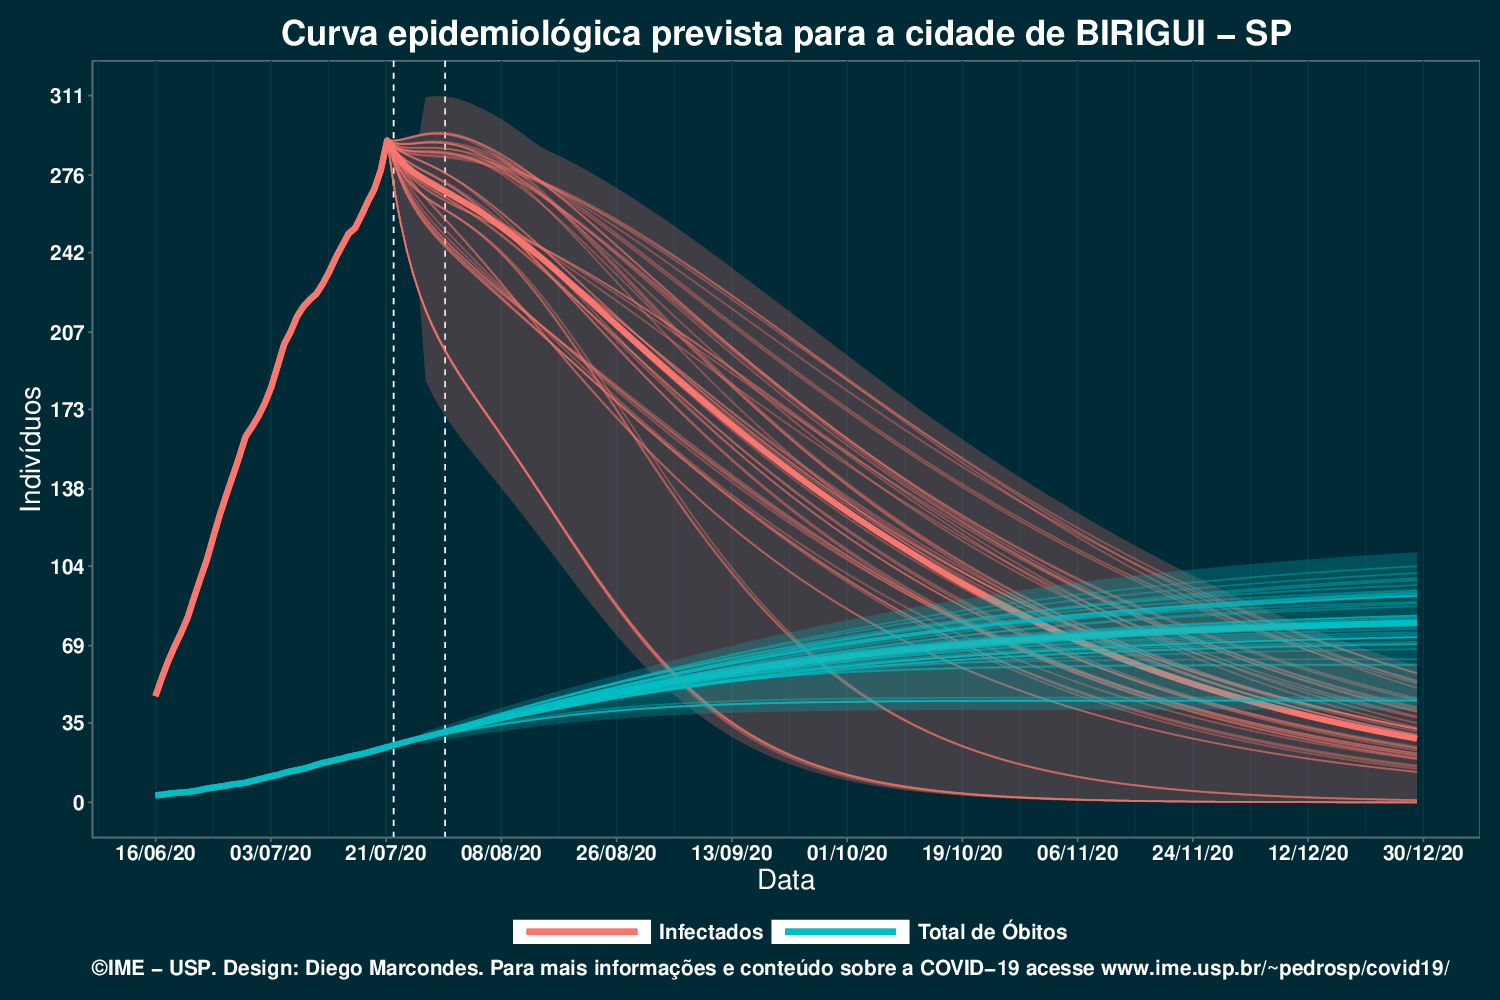 Curva epidemiológica prevista para a cidade de BIRIGUI – SP
311
276
242
207
173
138
104
69
35
0
Indivíduos
16/06/20 03/07/20 21/07/20 08/08/20 26/08/20 13/09/20 01/10/20 19/10/20 06/11/20 24/11/20 12/12/20 30/12/20
Data
Infectados Total de Óbitos
©IME – USP. Design: Diego Marcondes. Para mais informações e conteúdo sobre a COVID–19 acesse www.ime.usp.br/~pedrosp/covid19/